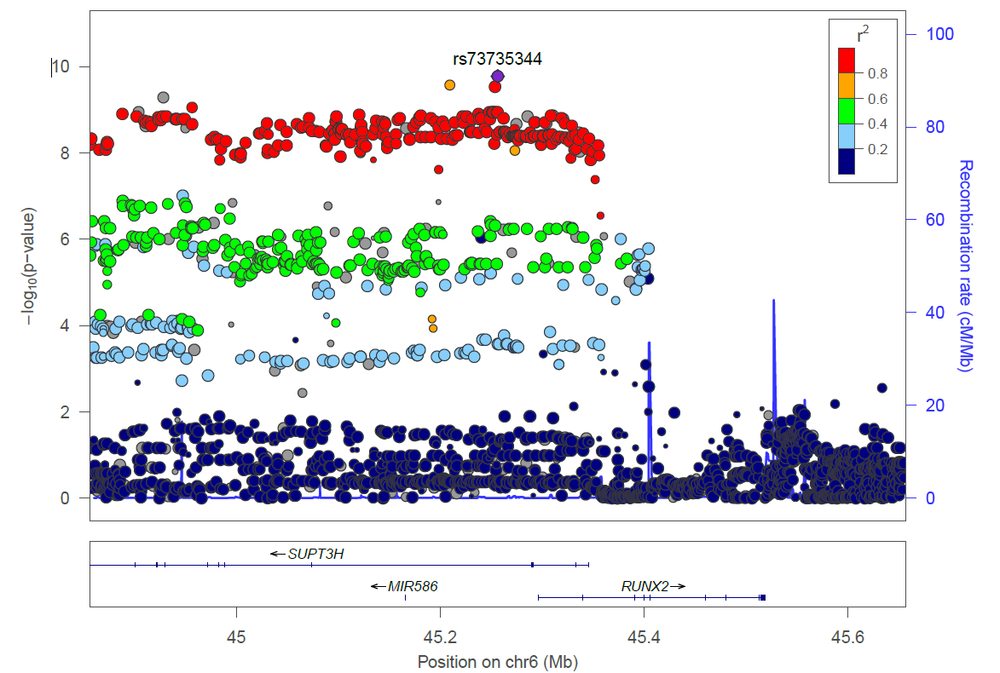 rs73735344
r2
0.8
0.6
0.4
0.2
10
8
6
4
2
0
−log10(p−value)
100
80
60
40
20
0
Recombination rate (cM/Mb)
←SUPT3H
←MIR586
RUNX2→
45
45.2
45.4
45.6
Position on chr6 (Mb)